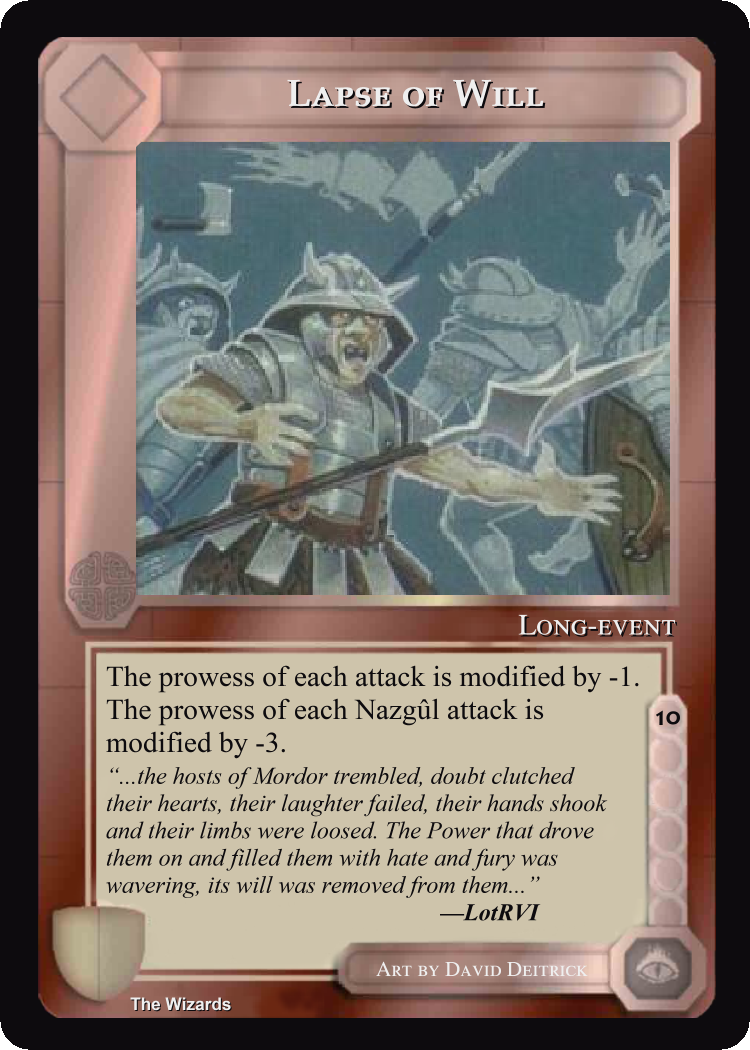 Lapse of Will
Long-event
The prowess of each attack is modified by -1.
The prowess of each Nazgûl attack is
modified by -3.
10
“...the hosts of Mordor trembled, doubt clutched
their hearts, their laughter failed, their hands shook
and their limbs were loosed. The Power that drove
them on and filled them with hate and fury was
wavering, its will was removed from them...”
—LotRVI
Art by David Deitrick
The Wizards